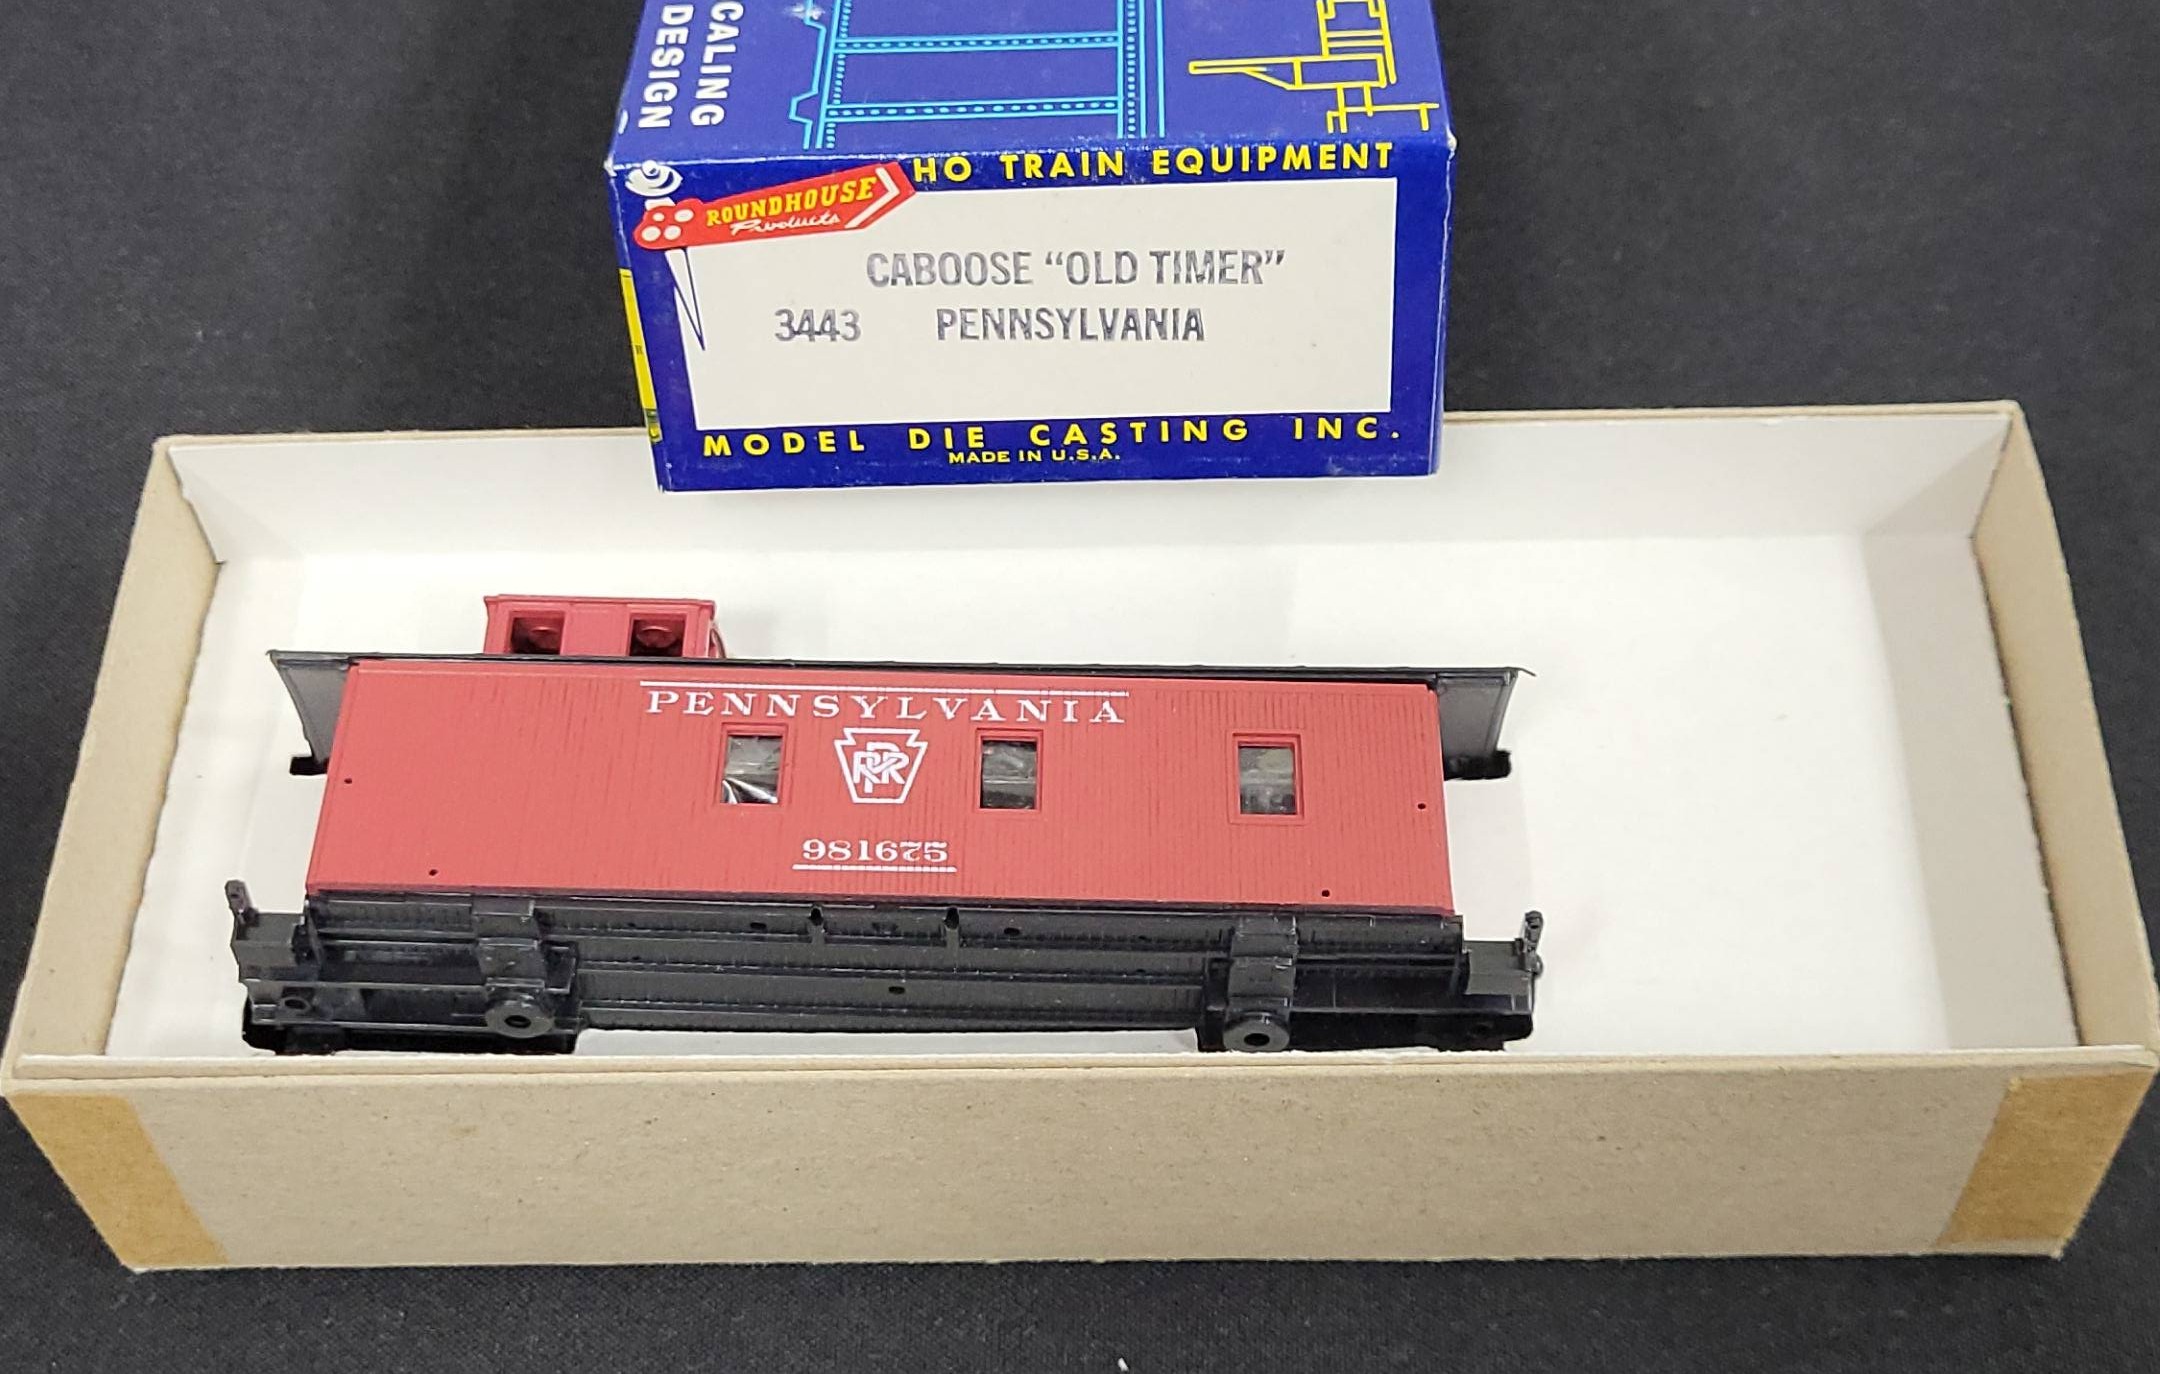 CALING
DESIGN
HO TRAIN EQUIPMENT
ROUNDHOUSE
Products
CABOOSE “OLD TIMER”
3443 PENNSYLVANIA
MODEL DIE CASTING INC.
MADE IN U.S.A.
PENNSYLVANIA
PRR
981675